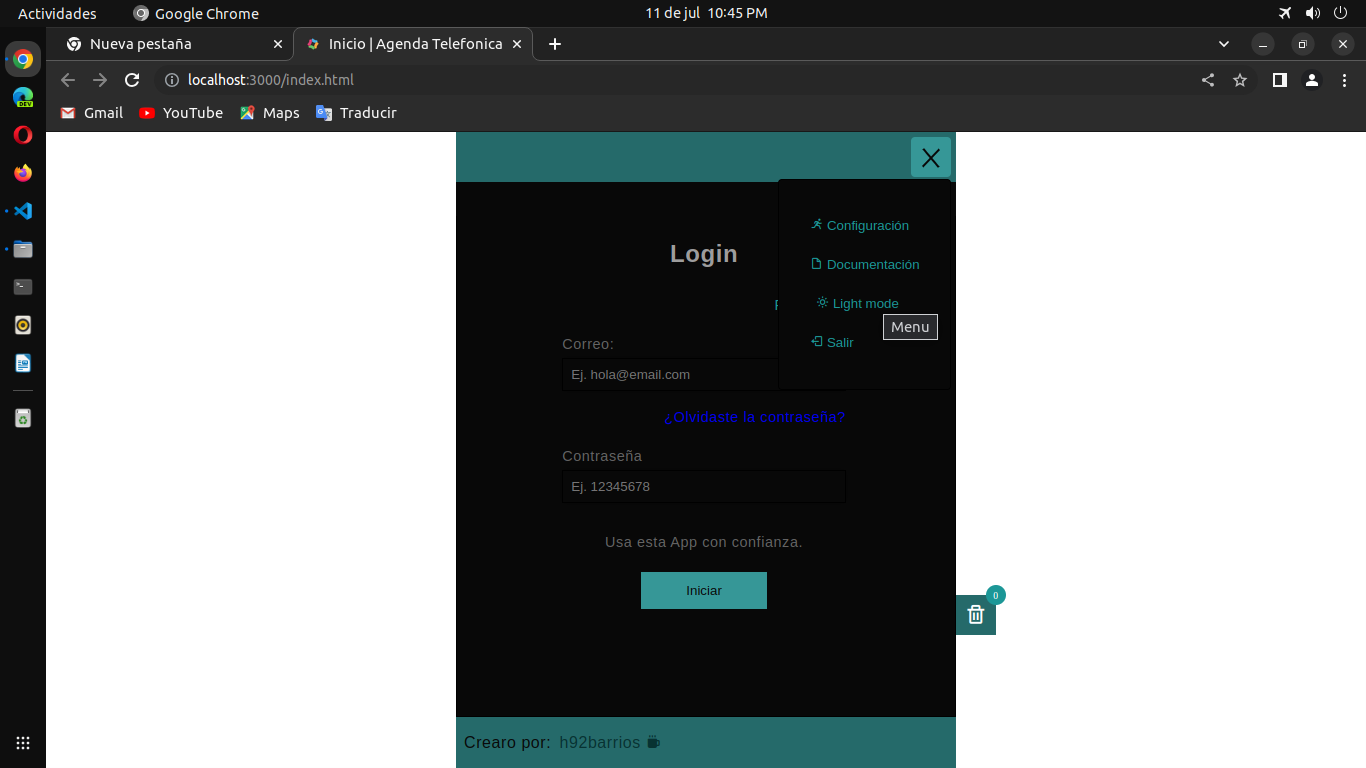 Actividades Google Chrome 11 de jul 10:45 PM
Nueva pestaña Inicio | Agenda Telefonica
localhost:3000/index.html
Gmail YouTube Maps Traducir
DEV
Configuración
Login
Documentación
Light mode
Menu
Correo:
Salir
Ej. hola@email.com
¿Olvidaste la contraseña?
Contraseña
Ej. 12345678
Usa esta App con confianza.
Iniciar
0
Crearo por: h92barrios